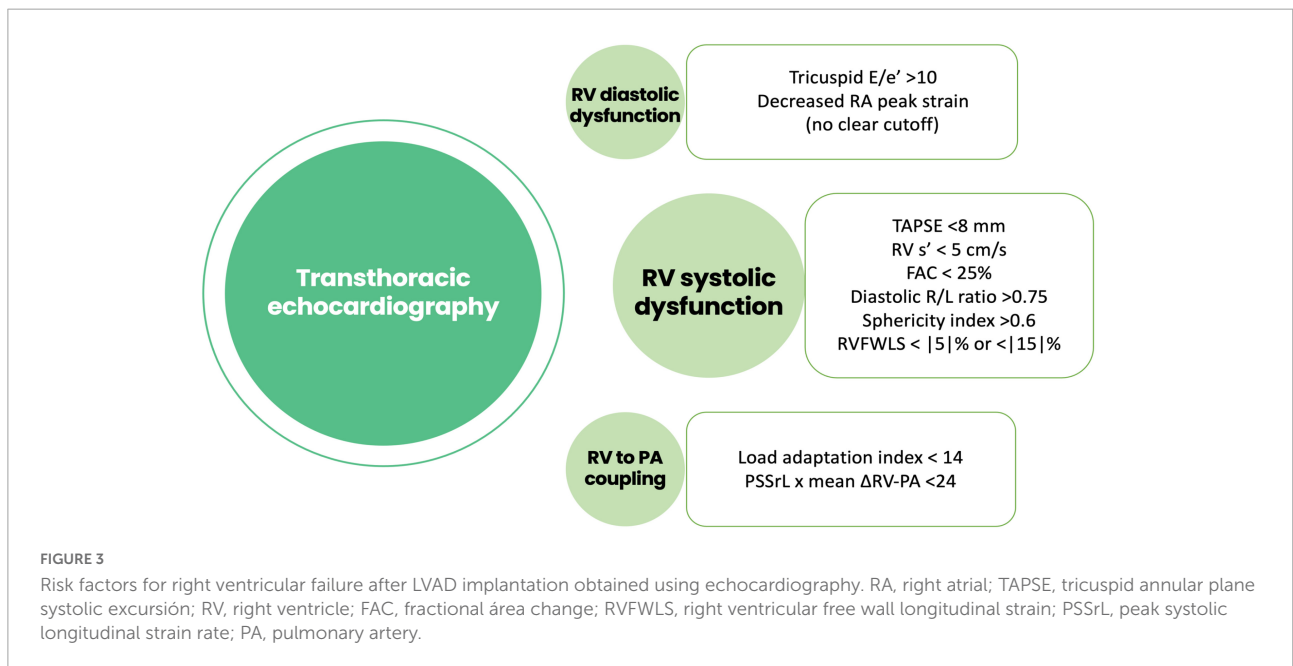 Transthoracic
echocardiography
RV diastolic
dysfunction
Tricuspid E/e’ >10
Decreased RA peak strain
(no clear cutoff)
RV systolic
dysfunction
TAPSE <8 mm
RV s’ < 5 cm/s
FAC < 25%
Diastolic R/L ratio >0.75
Sphericity index >0.6
RVFWLS < |5|% or <|15|%
RV to PA
coupling
Load adaptation index < 14
PSSrL x mean ΔRV-PA <24
FIGURE 3
Risk factors for right ventricular failure after LVAD implantation obtained using echocardiography. RA, right atrial; TAPSE, tricuspid annular plane
systolic excursión; RV, right ventricle; FAC, fractional área change; RVFWLS, right ventricular free wall longitudinal strain; PSSrL, peak systolic
longitudinal strain rate; PA, pulmonary artery.